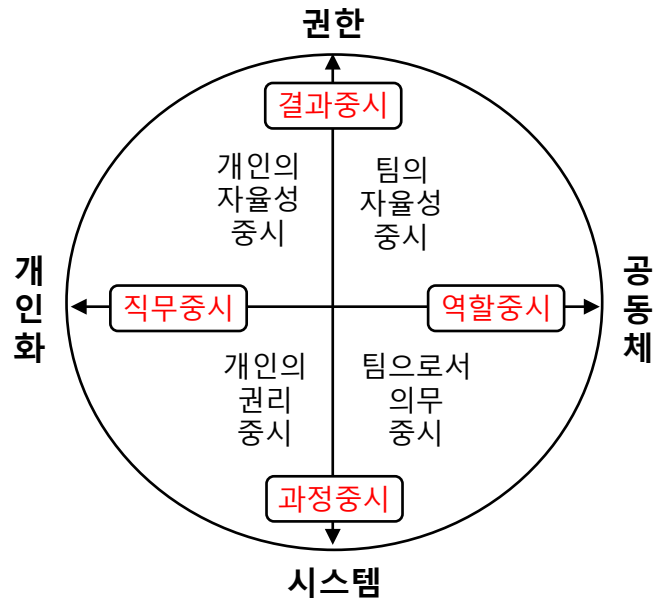 권한
결과중시
개인의
자율성
중시
팀의
자율성
중시
개
인
화
직무중시
역할중시
공
동
체
개인의
권리
중시
팀으로서
의무
중시
과정중시
시스템